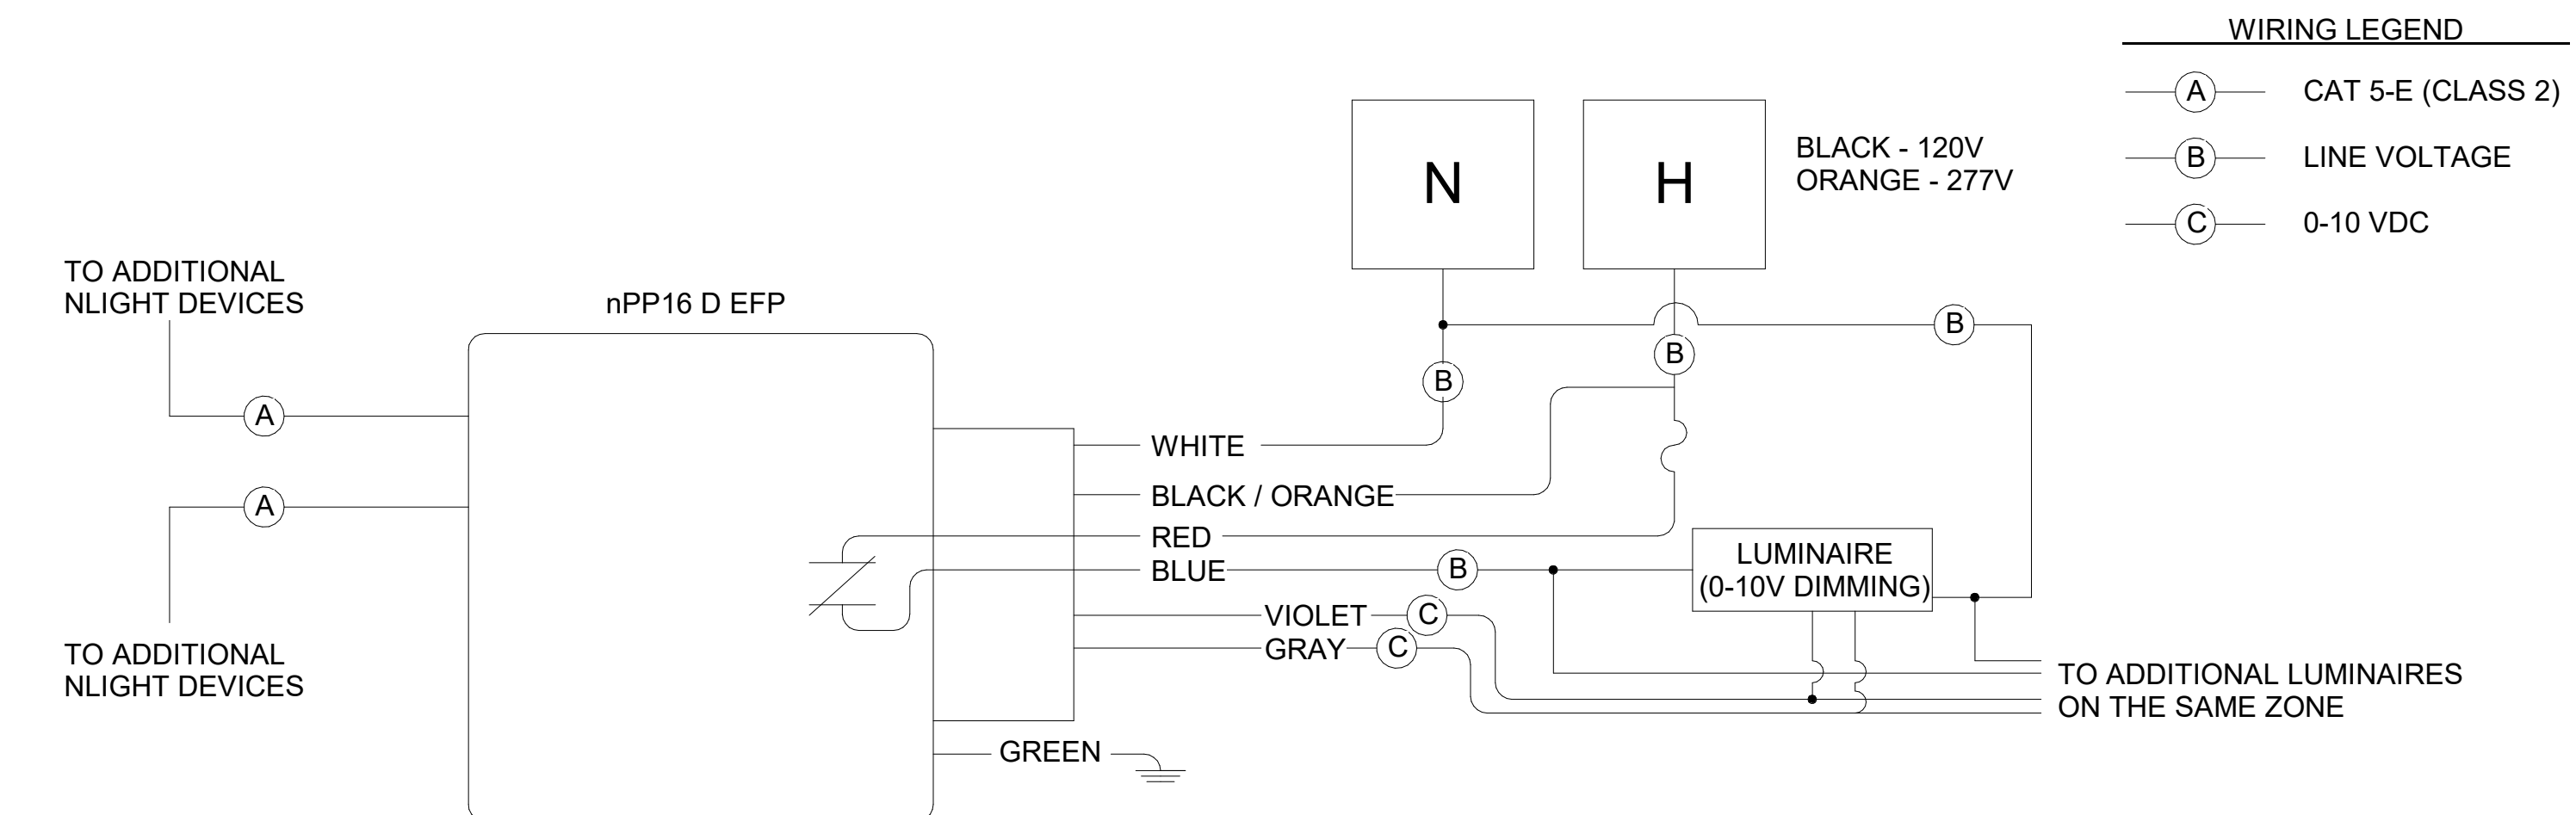 WIRING LEGEND
A CAT 5-E (CLASS 2)
B LINE VOLTAGE
C 0-10 VDC
N
H
BLACK - 120V
ORANGE - 277V
TO ADDITIONAL
NLIGHT DEVICES
nPP16 D EFP
B
B
B
A
A
WHITE
BLACK / ORANGE
RED
BLUE
B
LUMINAIRE
(0-10V DIMMING)
VIOLET
C
GRAY
C
TO ADDITIONAL
NLIGHT DEVICES
TO ADDITIONAL LUMINAIRES
ON THE SAME ZONE
GREEN